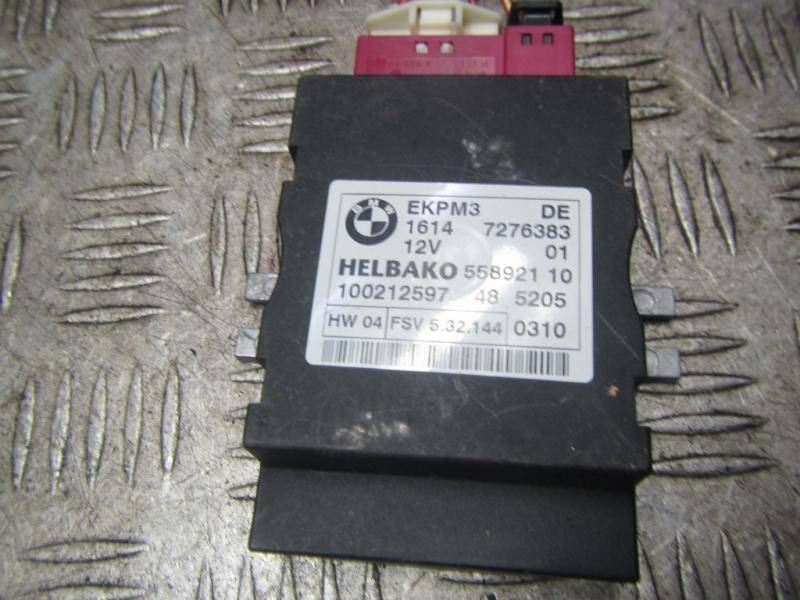 BMW
EKPM3 DE
1614 7276383
12V 01
HELBAKO 558921 10
100212597 48 5205
HW 04 FSV 5.32.144 0310